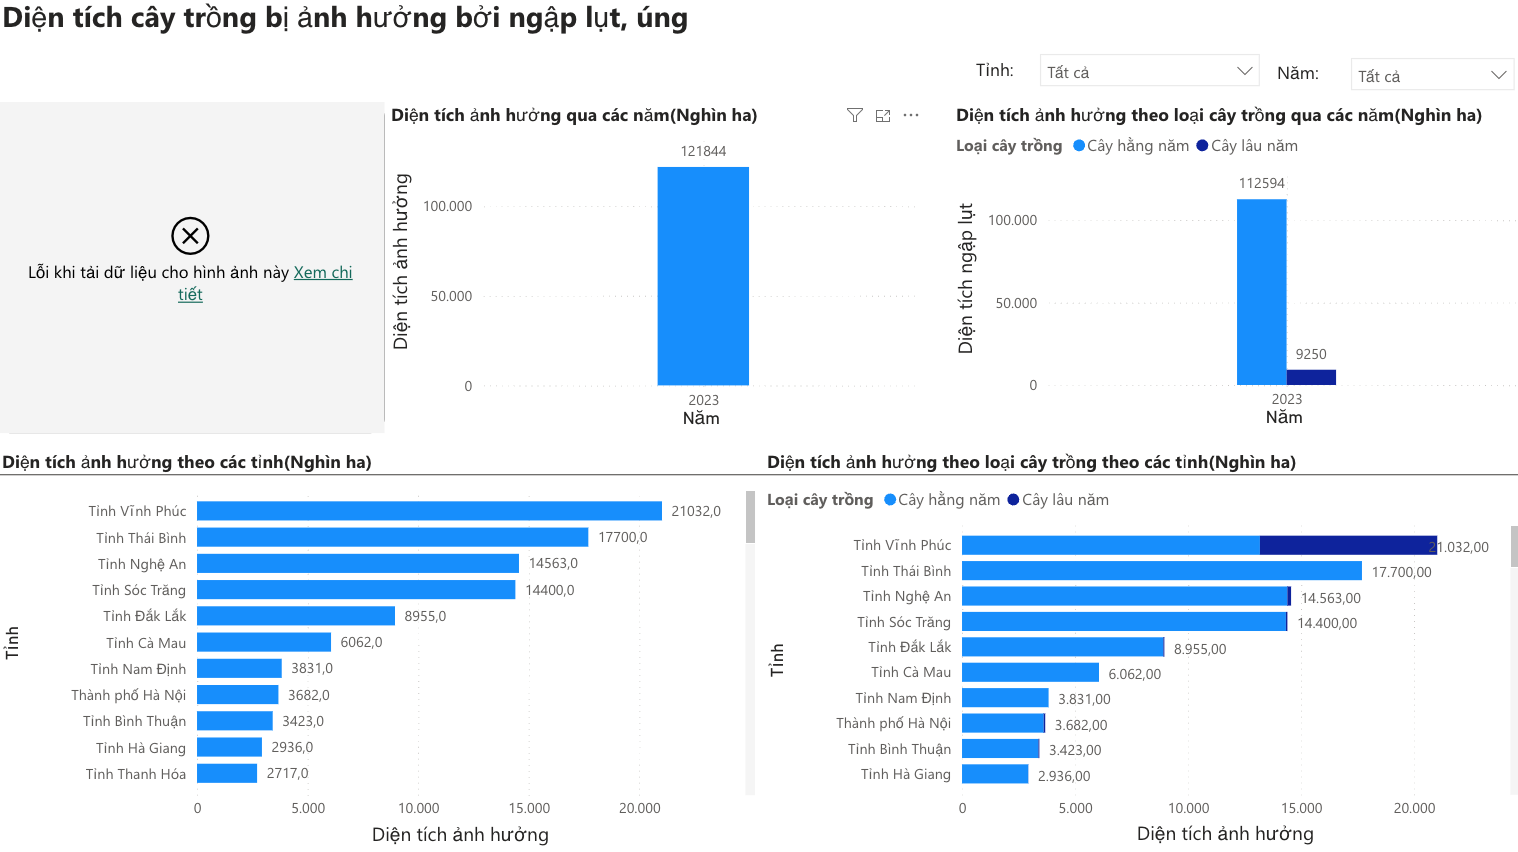 Diện tích cây trồng bị ảnh hưởng bởi ngập lụt, úng
Tỉnh:
Tất cả
Năm:
Tất cả
Lỗi khi tải dữ liệu cho hình ảnh này Xem chi
tiết
Diện tích ảnh hưởng qua các năm(Nghìn ha)
Diện tích ảnh hưởng
121844
100.000
50.000
0
2023
Năm
Diện tích ảnh hưởng theo loại cây trồng qua các năm(Nghìn ha)
Loại cây trồng Cây hằng năm Cây lâu năm
Diện tích ngập lụt
112594
100.000
50.000
9250
0
2023
Năm
Diện tích ảnh hưởng theo các tỉnh(Nghìn ha)
Tỉnh
Tỉnh Vĩnh Phúc 21032,0
Tỉnh Thái Bình 17700,0
Tỉnh Nghệ An 14563,0
Tỉnh Sóc Trăng 14400,0
Tỉnh Đắk Lắk 8955,0
Tỉnh Cà Mau 6062,0
Tỉnh Nam Định 3831,0
Thành phố Hà Nội 3682,0
Tỉnh Bình Thuận 3423,0
Tỉnh Hà Giang 2936,0
Tỉnh Thanh Hóa 2717,0
0 5.000 10.000 15.000 20.000
Diện tích ảnh hưởng
Diện tích ảnh hưởng theo loại cây trồng theo các tỉnh(Nghìn ha)
Loại cây trồng Cây hằng năm Cây lâu năm
Tỉnh
Tỉnh Vĩnh Phúc 21.032,00
Tỉnh Thái Bình 17.700,00
Tỉnh Nghệ An 14.563,00
Tỉnh Sóc Trăng 14.400,00
Tỉnh Đắk Lắk 8.955,00
Tỉnh Cà Mau 6.062,00
Tỉnh Nam Định 3.831,00
Thành phố Hà Nội 3.682,00
Tỉnh Bình Thuận 3.423,00
Tỉnh Hà Giang 2.936,00
0 5.000 10.000 15.000 20.000
Diện tích ảnh hưởng